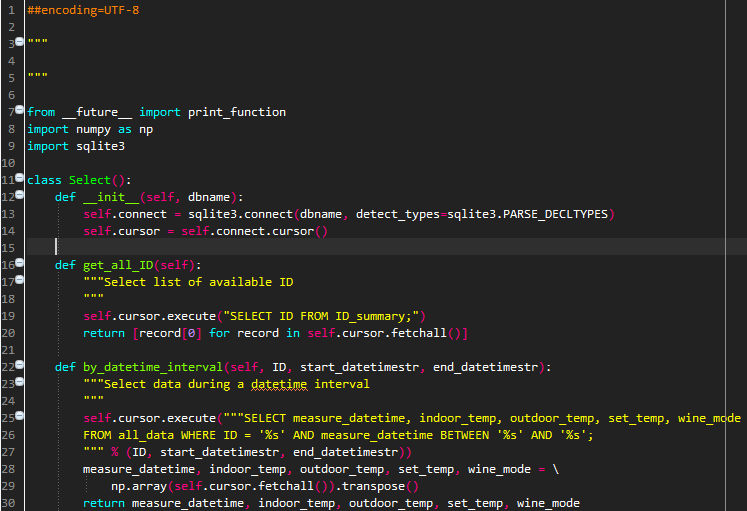 1 ##encoding=UTF-8
2
3 """
4
5 """
6
7 from __future__ import print_function
8 import numpy as np
9 import sqlite3
10
11 class Select():
12     def __init__(self, dbname):
13         self.connect = sqlite3.connect(dbname, detect_types=sqlite3.PARSE_DECLTYPES)
14         self.cursor = self.connect.cursor()
15
16     def get_all_ID(self):
17         """Select list of available ID
18         """
19         self.cursor.execute("SELECT ID FROM ID_summary;")
20         return [record[0] for record in self.cursor.fetchall()]
21
22     def by_datetime_interval(self, ID, start_datetimestr, end_datetimestr):
23         """Select data during a datetime interval
24         """
25         self.cursor.execute("""SELECT measure_datetime, indoor_temp, outdoor_temp, set_temp, wine_mode
26         FROM all_data WHERE ID = '%s' AND measure_datetime BETWEEN '%s' AND '%s';
27         """ % (ID, start_datetimestr, end_datetimestr))
28         measure_datetime, indoor_temp, outdoor_temp, set_temp, wine_mode = \
29             np.array(self.cursor.fetchall()).transpose()
30         return measure_datetime, indoor_temp, outdoor_temp, set_temp, wine_mode